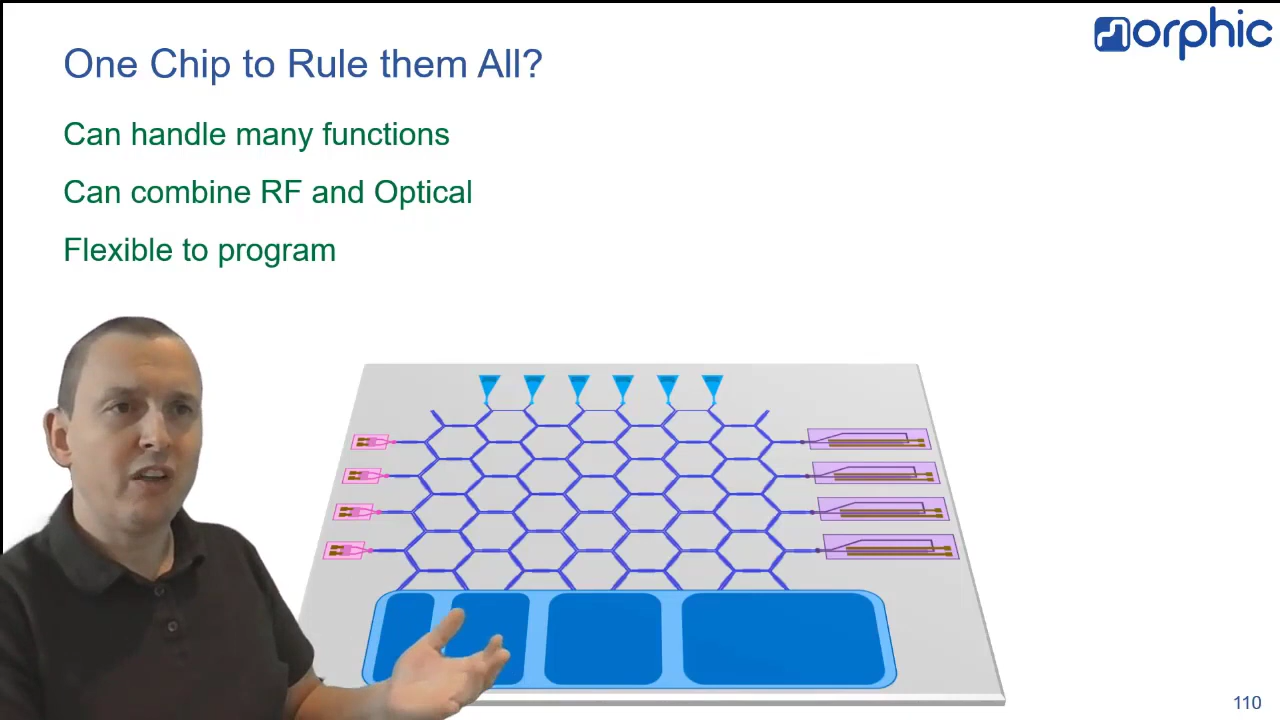 One Chip to Rule them All?
morphic
Can handle many functions
Can combine RF and Optical
Flexible to program
110